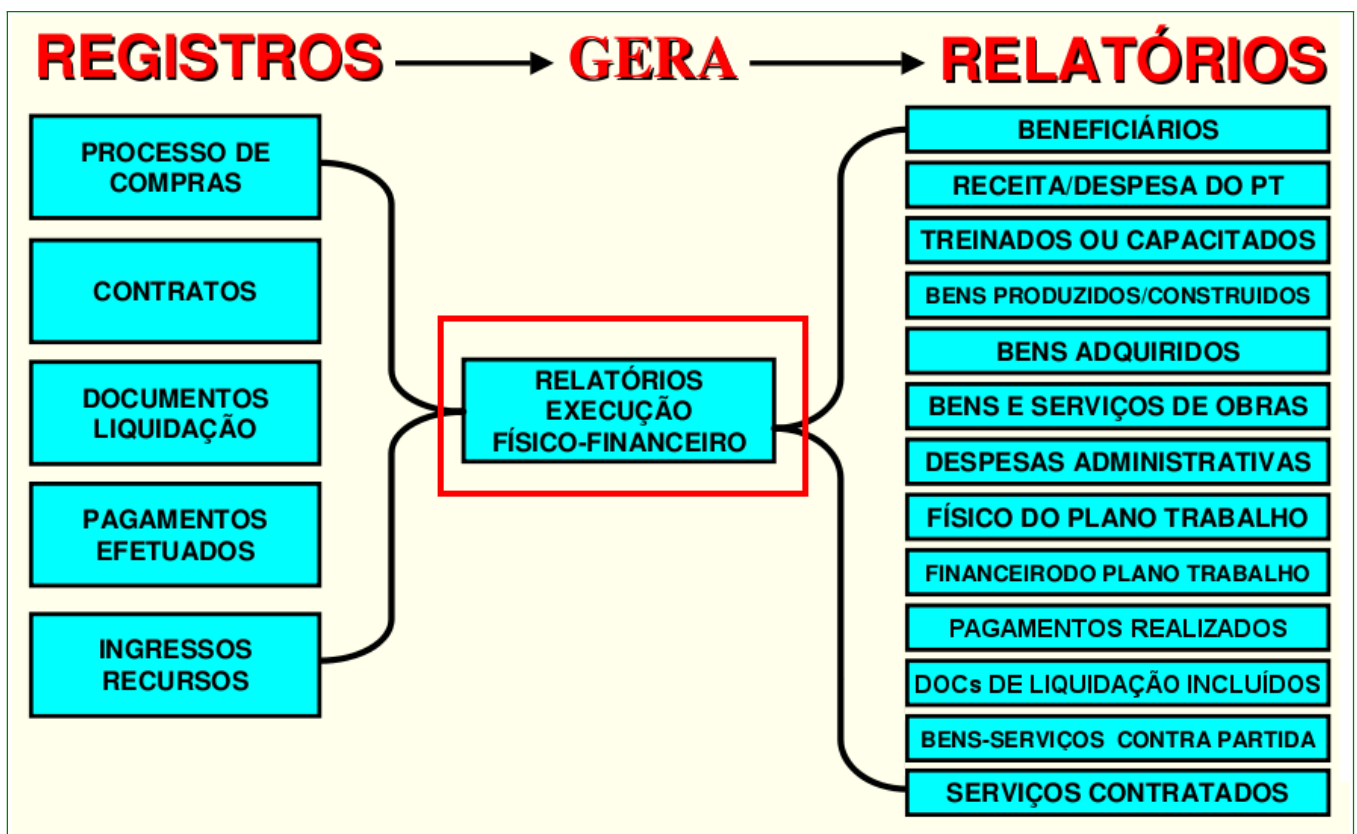 REGISTROS GERA RELATÓRIOS
PROCESSO DE
COMPRAS
CONTRATOS
DOCUMENTOS
LIQUIDAÇÃO
PAGAMENTOS
EFETUADOS
INGRESSOS
RECURSOS
RELATÓRIOS
EXECUÇÃO
FÍSICO-FINANCEIRO
BENEFICIÁRIOS
RECEITA/DESPESA DO PT
TREINADOS OU CAPACITADOS
BENS PRODUZIDOS/CONSTRUIDOS
BENS ADQUIRIDOS
BENS E SERVIÇOS DE OBRAS
DESPESAS ADMINISTRATIVAS
FÍSICO DO PLANO TRABALHO
FINANCEIRODO PLANO TRABALHO
PAGAMENTOS REALIZADOS
DOCs DE LIQUIDAÇÃO INCLUÍDOS
BENS-SERVIÇOS CONTRA PARTIDA
SERVIÇOS CONTRATADOS